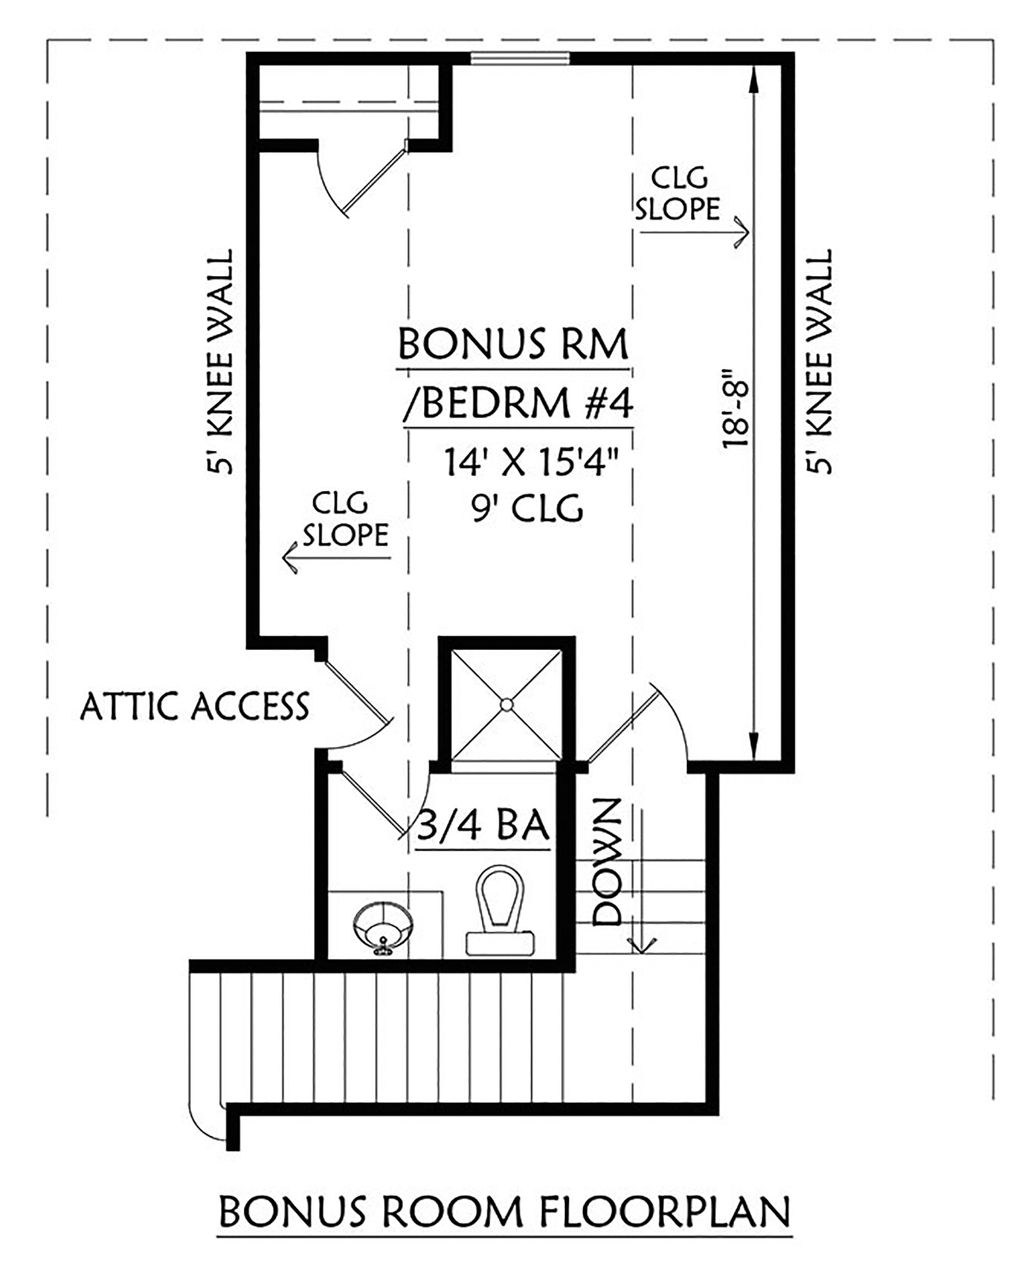 CLG
SLOPE
5' KNEE WALL
5' KNEE WALL
BONUS RM
/BEDRM #4
14' X 15'4"
9' CLG
18'-8"
CLG
SLOPE
ATTIC ACCESS
3/4 BA
DOWN
BONUS ROOM FLOORPLAN